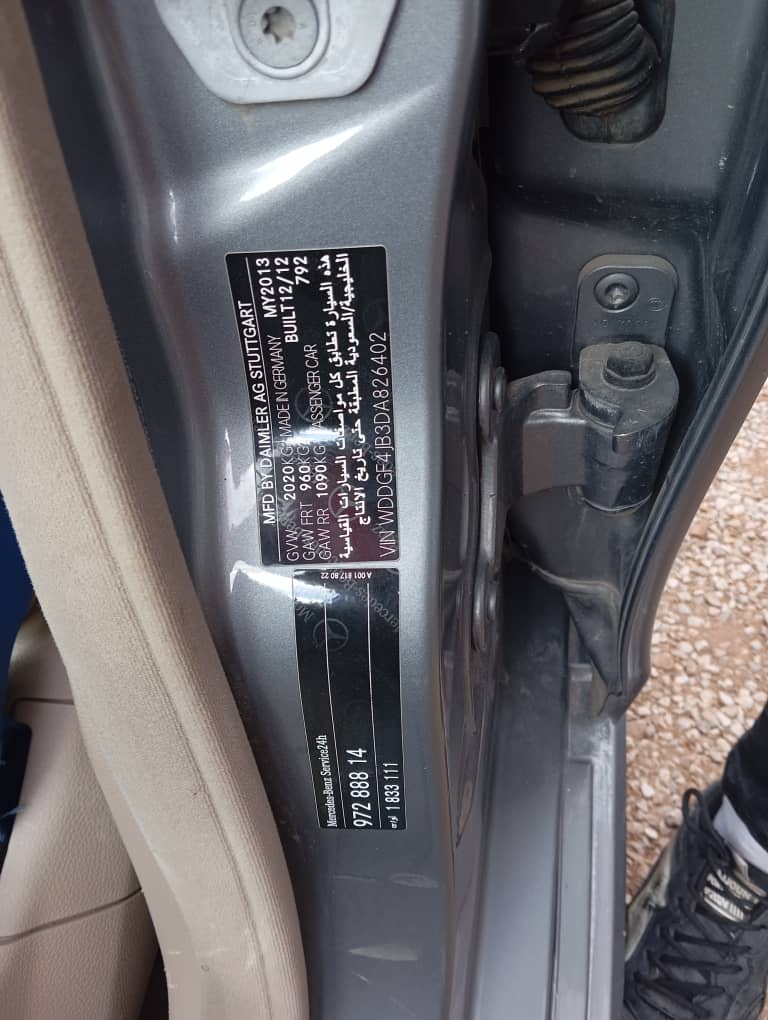 MFD BY DAIMLER AG STUTTGART
MADE IN GERMANY MY2013
GVW 2020KG BUILT12/12
GAW FRT 960KG 792
GAW RR 1090KG PASSENGER CAR
هذه السيارة تطابق كل مواصفات السيارات القياسية
الخليجية/السعودية المطبقة حتى تاريخ الانتاج
VIN WDDGF4JB3DA826402
A 001 817 80 22
Mercedes-Benz Service24h
972 888 14
1 833 111